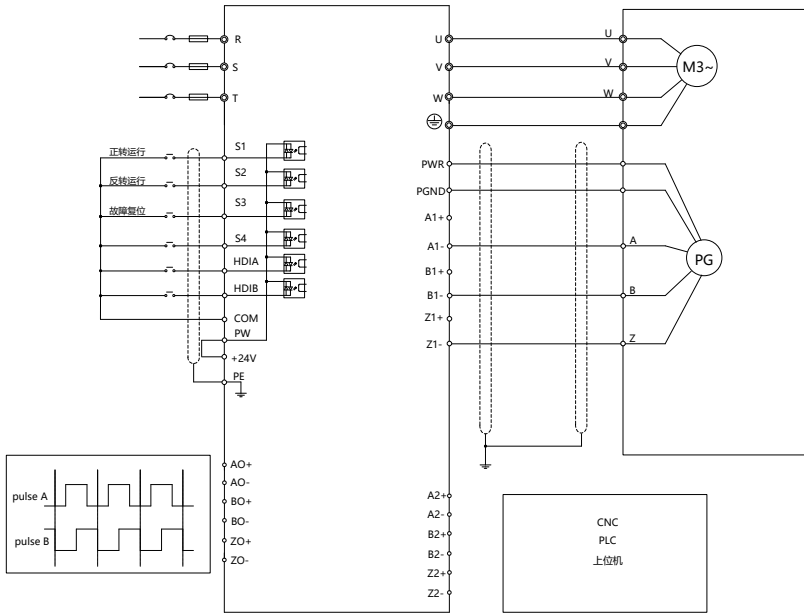 R
S
T
正转运行
反转运行
故障复位
S1
S2
S3
S4
HDIA
HDIB
COM
PW
+24V
PE
AO+
AO-
BO+
BO-
ZO+
ZO-
pulse A
pulse B
U
V
W
PWR
PGND
A1+
A1-
B1+
B1-
Z1+
Z1-
A2+
A2-
B2+
B2-
Z2+
Z2-
U
V
W
M3~
A
B
Z
PG
CNC
PLC
上位机